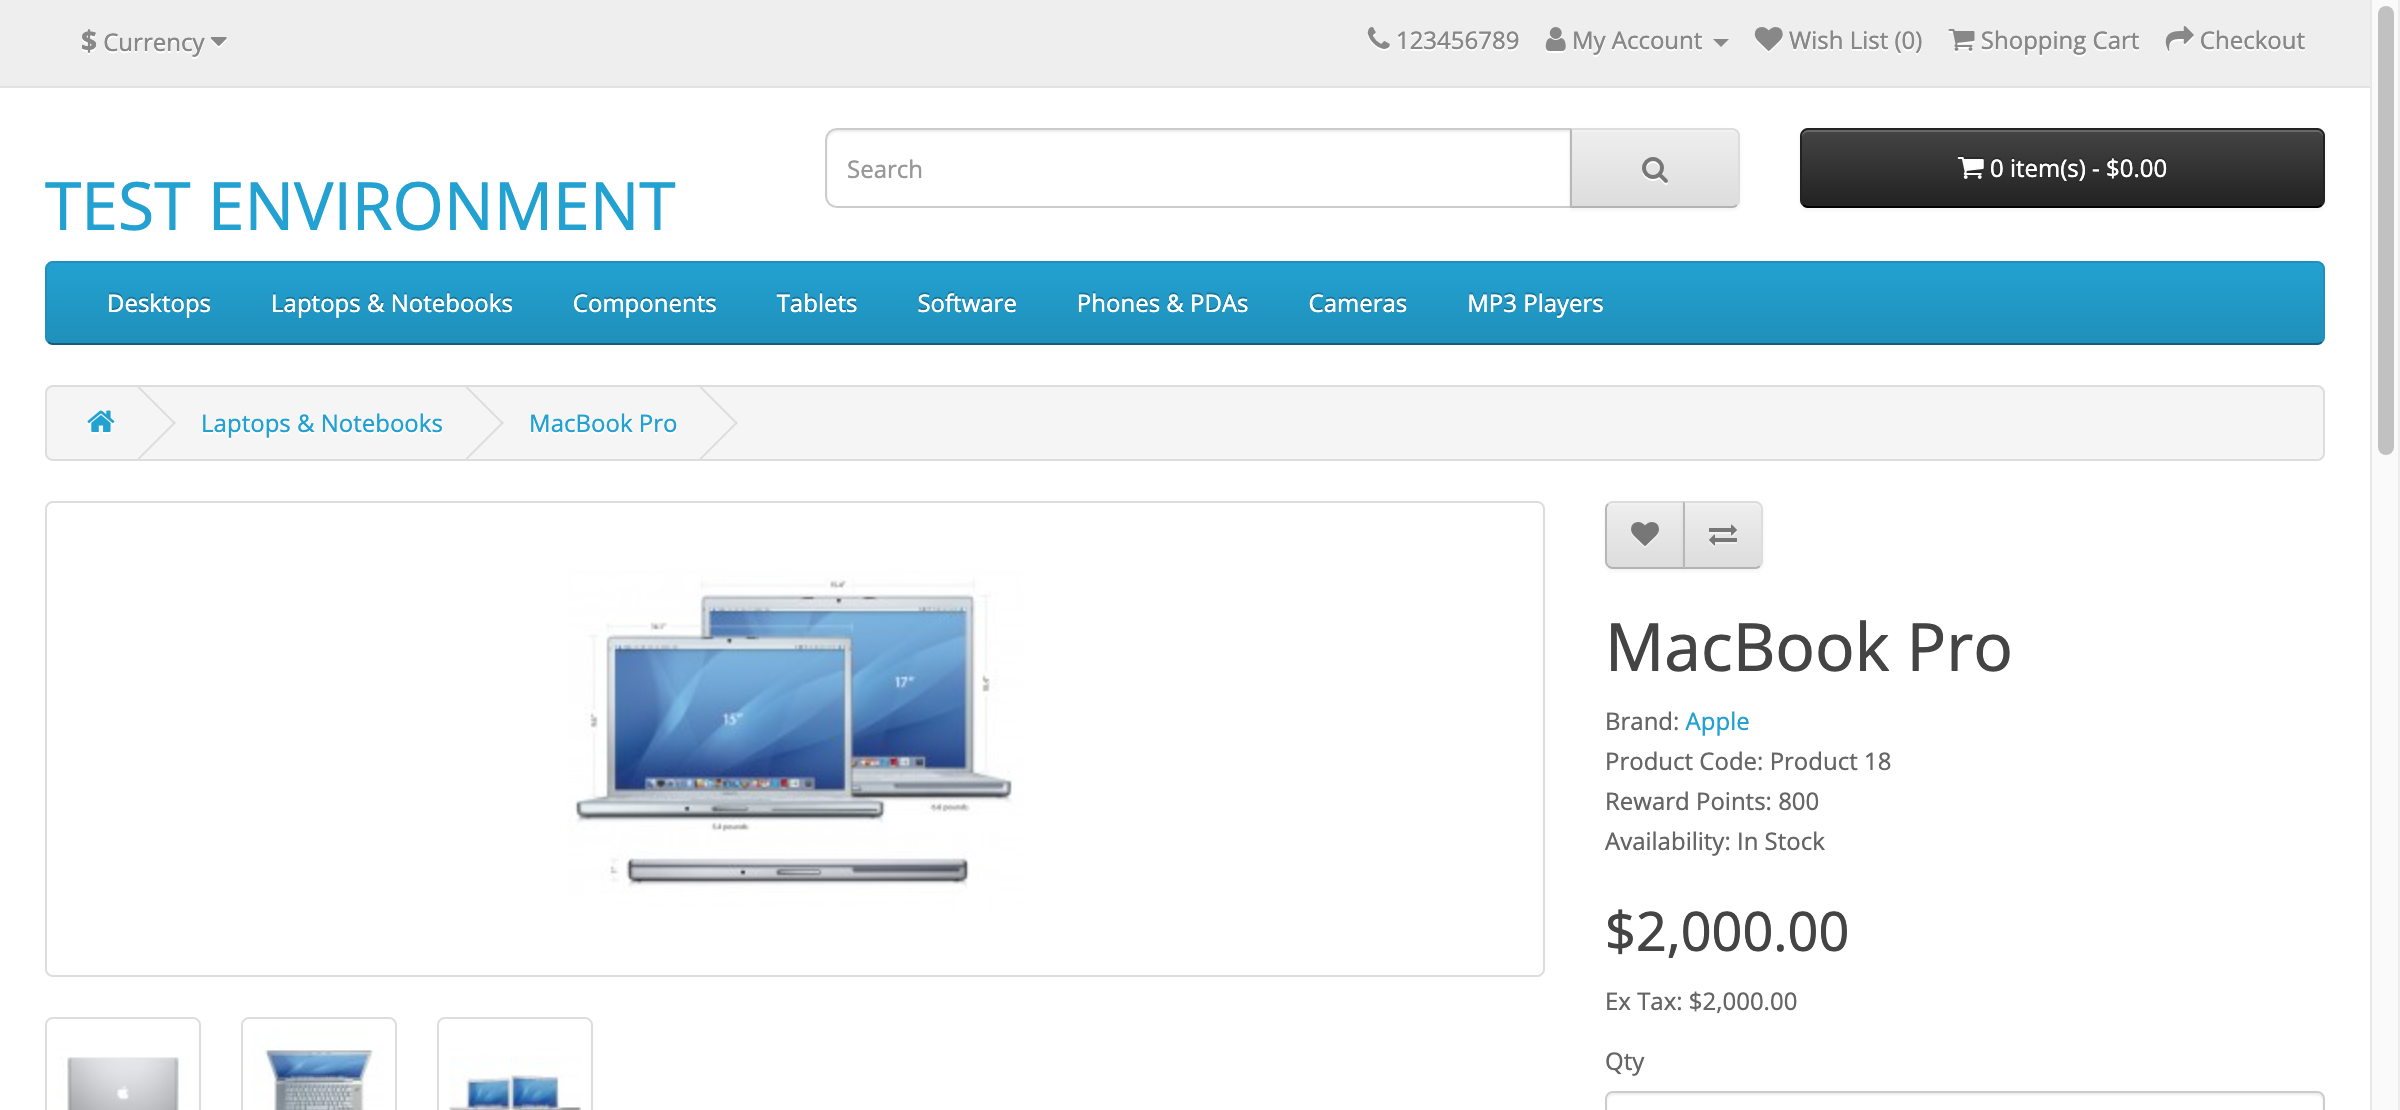 $ Currency
123456789 My Account Wish List (0) Shopping Cart Checkout
TEST ENVIRONMENT
Search
0 item(s) - $0.00
Desktops Laptops & Notebooks Components Tablets Software Phones & PDAs Cameras MP3 Players
Laptops & Notebooks MacBook Pro
17"
15"
MacBook Pro
Brand: Apple
Product Code: Product 18
Reward Points: 800
Availability: In Stock
$2,000.00
Ex Tax: $2,000.00
Qty